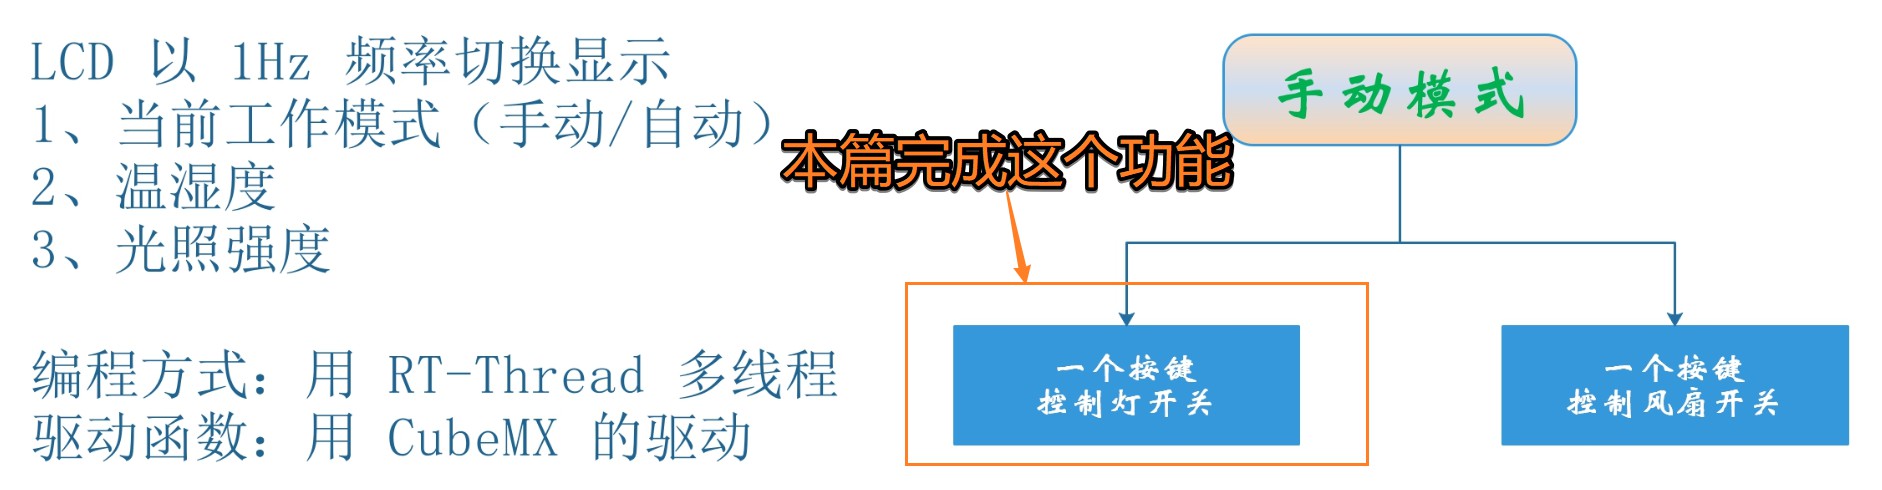 LCD 以 1Hz 频率切换显示
1、当前工作模式（手动/自动）
2、温湿度
3、光照强度
编程方式：用 RT-Thread 多线程
驱动函数：用 CubeMX 的驱动
本篇完成这个功能
手动模式
一个按键
控制灯开关
一个按键
控制风扇开关